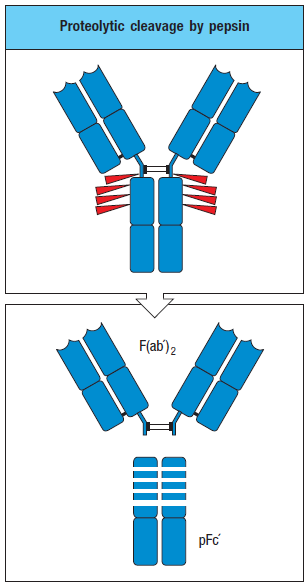 Proteolytic cleavage by pepsin
F(ab´)₂
pFc´